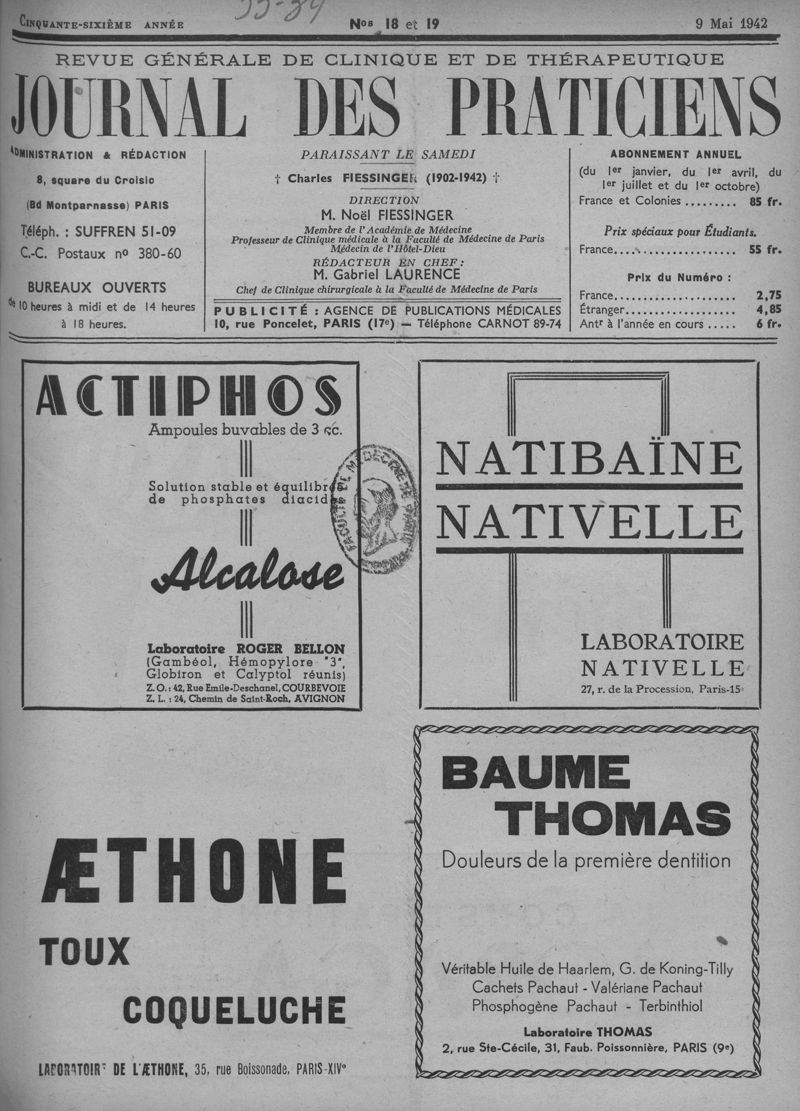 CINQUANTE-SIXIÈME ANNÉE
33-34
Nos 18 et 19
9 Mai 1942
REVUE GÉNÉRALE DE CLINIQUE ET DE THÉRAPEUTIQUE
JOURNAL DES PRATICIENS
ADMINISTRATION & RÉDACTION
8, square du Croisic
(Bd Montparnasse) PARIS
Téléph. : SUFFREN 51-09
C.-C. Postaux no 380-60
BUREAUX OUVERTS
de 10 heures à midi et de 14 heures
à 18 heures.
PARAISSANT LE SAMEDI
† Charles FIESSINGER (1902-1942) †
DIRECTION
M. Noël FIESSINGER
Membre de l'Académie de Médecine
Professeur de Clinique médicale à la Faculté de Médecine de Paris
Médecin de l'Hôtel-Dieu
RÉDACTEUR EN CHEF :
M. Gabriel LAURENCE
Chef de Clinique chirurgicale à la Faculté de Médecine de Paris
PUBLICITÉ : AGENCE DE PUBLICATIONS MÉDICALES
10, rue Poncelet, PARIS (17e) — Téléphone CARNOT 89-74
ABONNEMENT ANNUEL
(du 1er janvier, du 1er avril, du
1er juillet et du 1er octobre)
France et Colonies ......... 85 fr.
Prix spéciaux pour Étudiants.
France.................... 55 fr.
Prix du Numéro :
France.................... 2,75
Étranger.................. 4,85
Antr à l'année en cours ..... 6 fr.
ACTIPHOS
Ampoules buvables de 3 cc.
Solution stable et équilibrée
de phosphates diacides
Alcalose
Laboratoire ROGER BELLON
(Gambéol, Hémopylore "3",
Globiron et Calyptol réunis)
Z.O. : 42, Rue Emile-Deschanel, COURBEVOIE
Z. L. : 24, Chemin de Saint-Roch, AVIGNON
FACULTÉ DE MÉDECINE DE PARIS
NATIBAÏNE
NATIVELLE
LABORATOIRE
NATIVELLE
27, r. de la Procession, Paris-15e
ÆTHONE
TOUX
COQUELUCHE
LABORATOIRE DE L'ÆTHONE, 35, rue Boissonade, PARIS-XIVe
BAUME
THOMAS
Douleurs de la première dentition
Véritable Huile de Haarlem, G. de Koning-Tilly
Cachets Pachaut - Valériane Pachaut
Phosphogène Pachaut - Terbinthiol
Laboratoire THOMAS
2, rue Ste-Cécile, 31, Faub. Poissonnière, PARIS (9e)